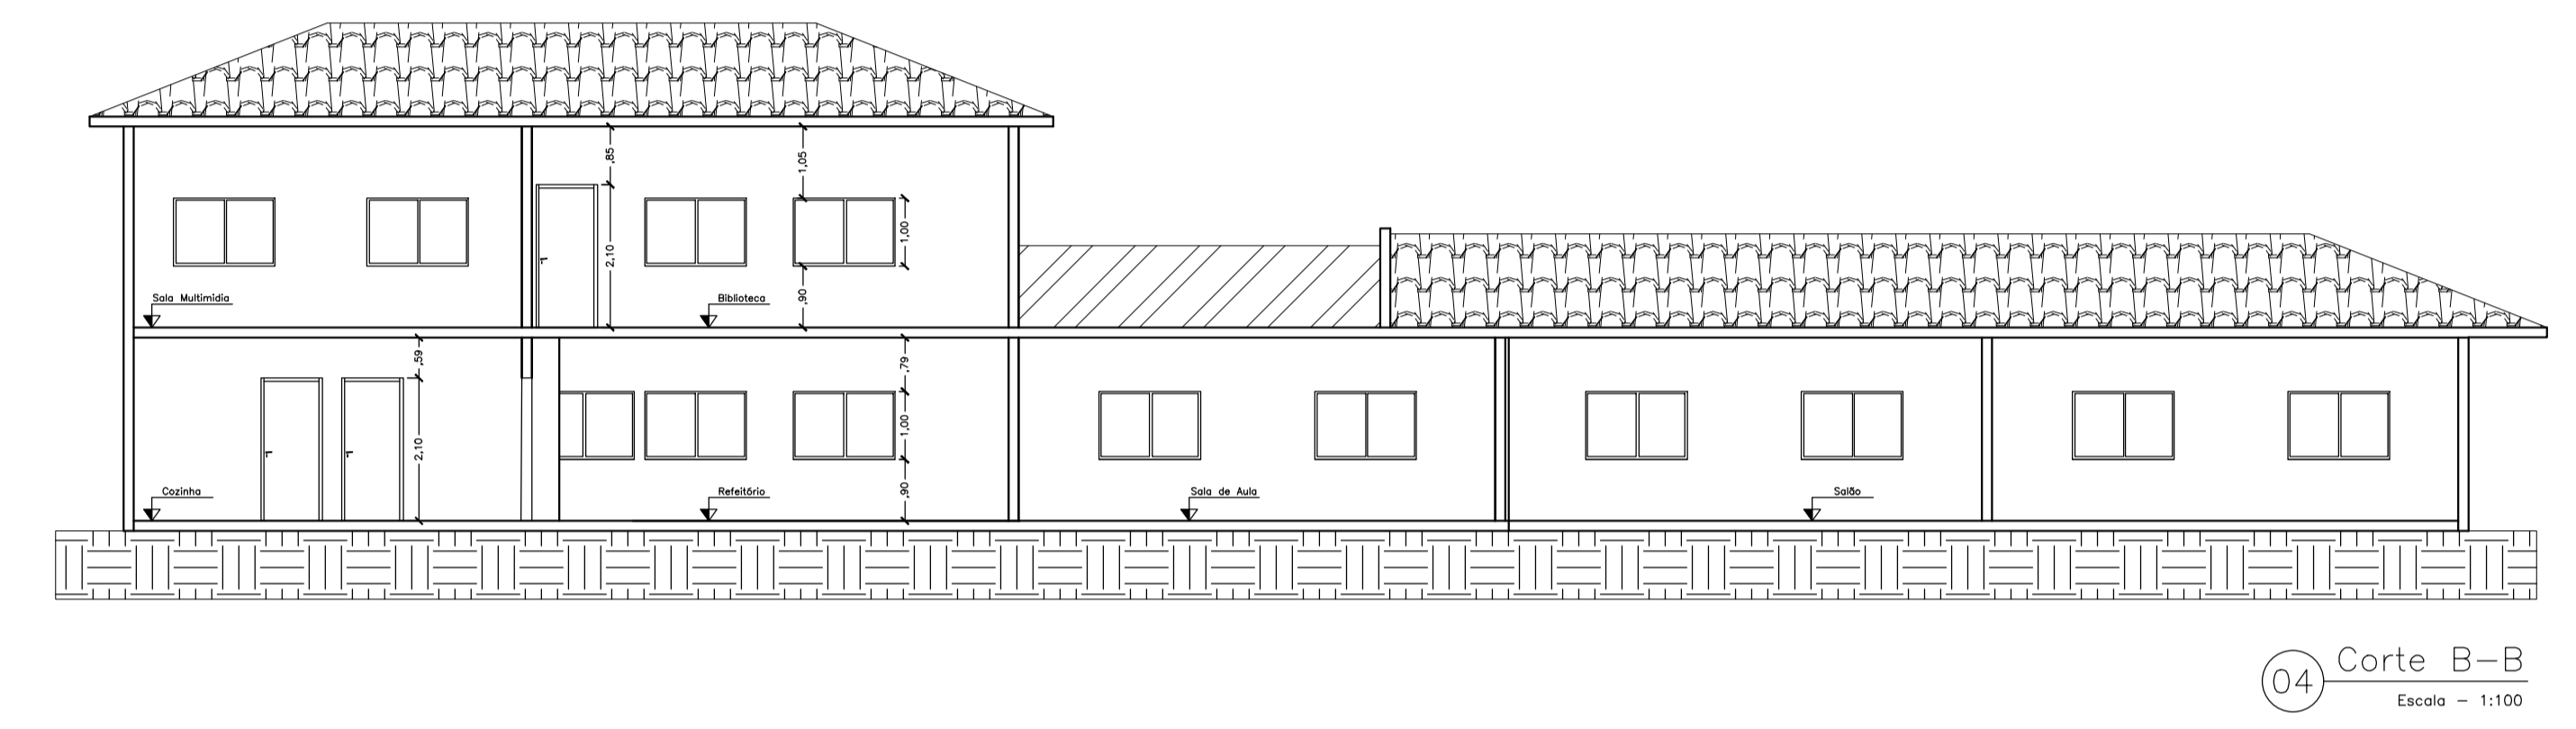 ,85
1,05
1,00
2,10
,90
Sala Multimidia
Biblioteca
,59
,79
2,10
1,00
,90
Cozinha
Refeitório
Sala de Aula
Salão
04
Corte B-B
Escala - 1:100